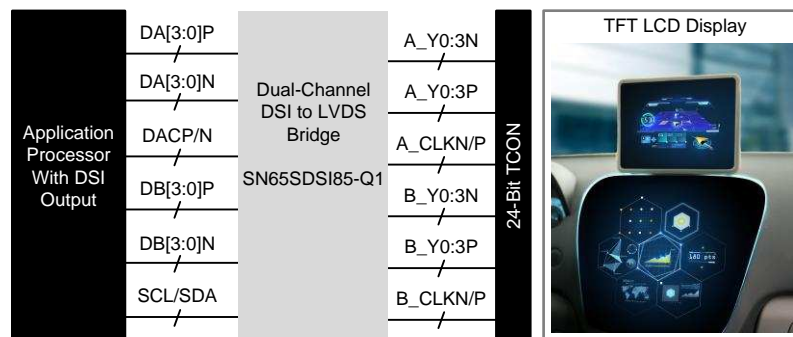 DA[3:0]P
DA[3:0]N
DACP/N
DB[3:0]P
DB[3:0]N
SCL/SDA
Application
Processor
With DSI
Output
Dual-Channel
DSI to LVDS
Bridge
SN65SDSI85-Q1
A_Y0:3N
A_Y0:3P
A_CLKN/P
B_Y0:3N
B_Y0:3P
B_CLKN/P
24-Bit TCON
TFT LCD Display
180 pts